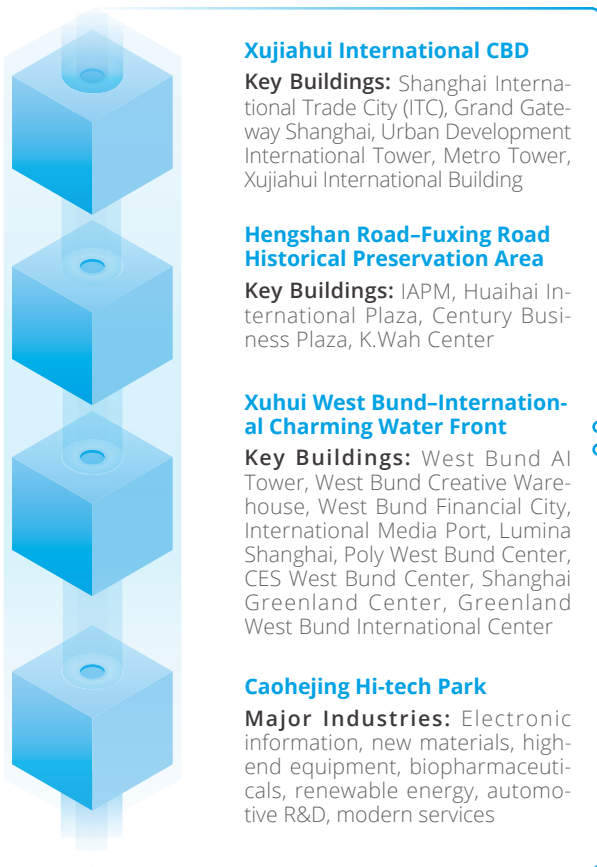 Xujiahui International CBD
Key Buildings: Shanghai Interna-
tional Trade City (ITC), Grand Gate-
way Shanghai, Urban Development
International Tower, Metro Tower,
Xujiahui International Building
Hengshan Road–Fuxing Road
Historical Preservation Area
Key Buildings: IAPM, Huaihai In-
ternational Plaza, Century Busi-
ness Plaza, K.Wah Center
Xuhui West Bund–Internation-
al Charming Water Front
Key Buildings: West Bund AI
Tower, West Bund Creative Ware-
house, West Bund Financial City,
International Media Port, Lumina
Shanghai, Poly West Bund Center,
CES West Bund Center, Shanghai
Greenland Center, Greenland
West Bund International Center
Caohejing Hi-tech Park
Major Industries: Electronic
information, new materials, high-
end equipment, biopharmaceuti-
cals, renewable energy, automo-
tive R&D, modern services